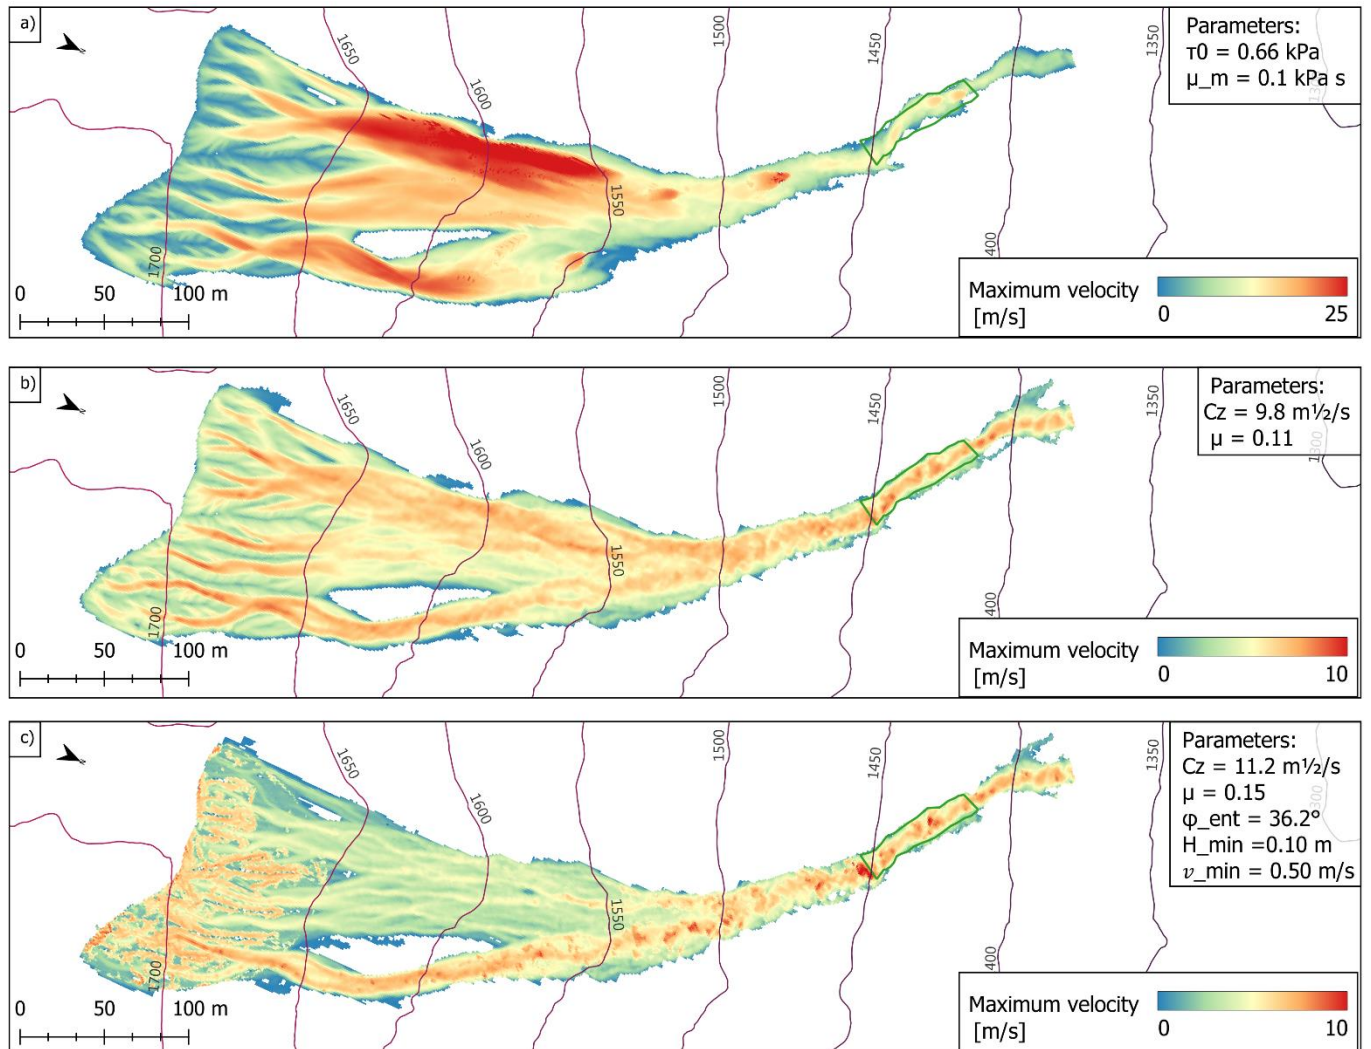 a)
1650
1600
1550
1500
1450
400
1350
1700
0 50 100 m
Parameters:
τ0 = 0.66 kPa
μ_m = 0.1 kPa s
Maximum velocity
[m/s]
0 25
b)
1650
1600
1550
1500
1450
400
1350
1300
1700
0 50 100 m
Parameters:
Cz = 9.8 m½/s
μ = 0.11
Maximum velocity
[m/s]
0 10
c)
1650
1600
1550
1500
1450
400
1350
300
1700
0 50 100 m
Parameters:
Cz = 11.2 m½/s
μ = 0.15
φ_ent = 36.2°
H_min =0.10 m
v_min = 0.50 m/s
Maximum velocity
[m/s]
0 10